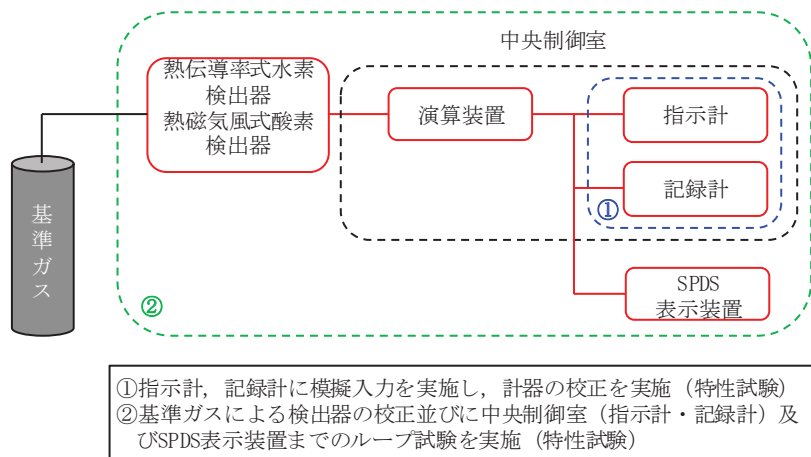 中央制御室
熱伝導率式水素
検出器
熱磁気風式酸素
検出器
演算装置
指示計
記録計
①
基準ガス
SPDS
表示装置
②
①指示計，記録計に模擬入力を実施し，計器の校正を実施（特性試験）
②基準ガスによる検出器の校正並びに中央制御室（指示計・記録計）及
びSPDS表示装置までのループ試験を実施（特性試験）